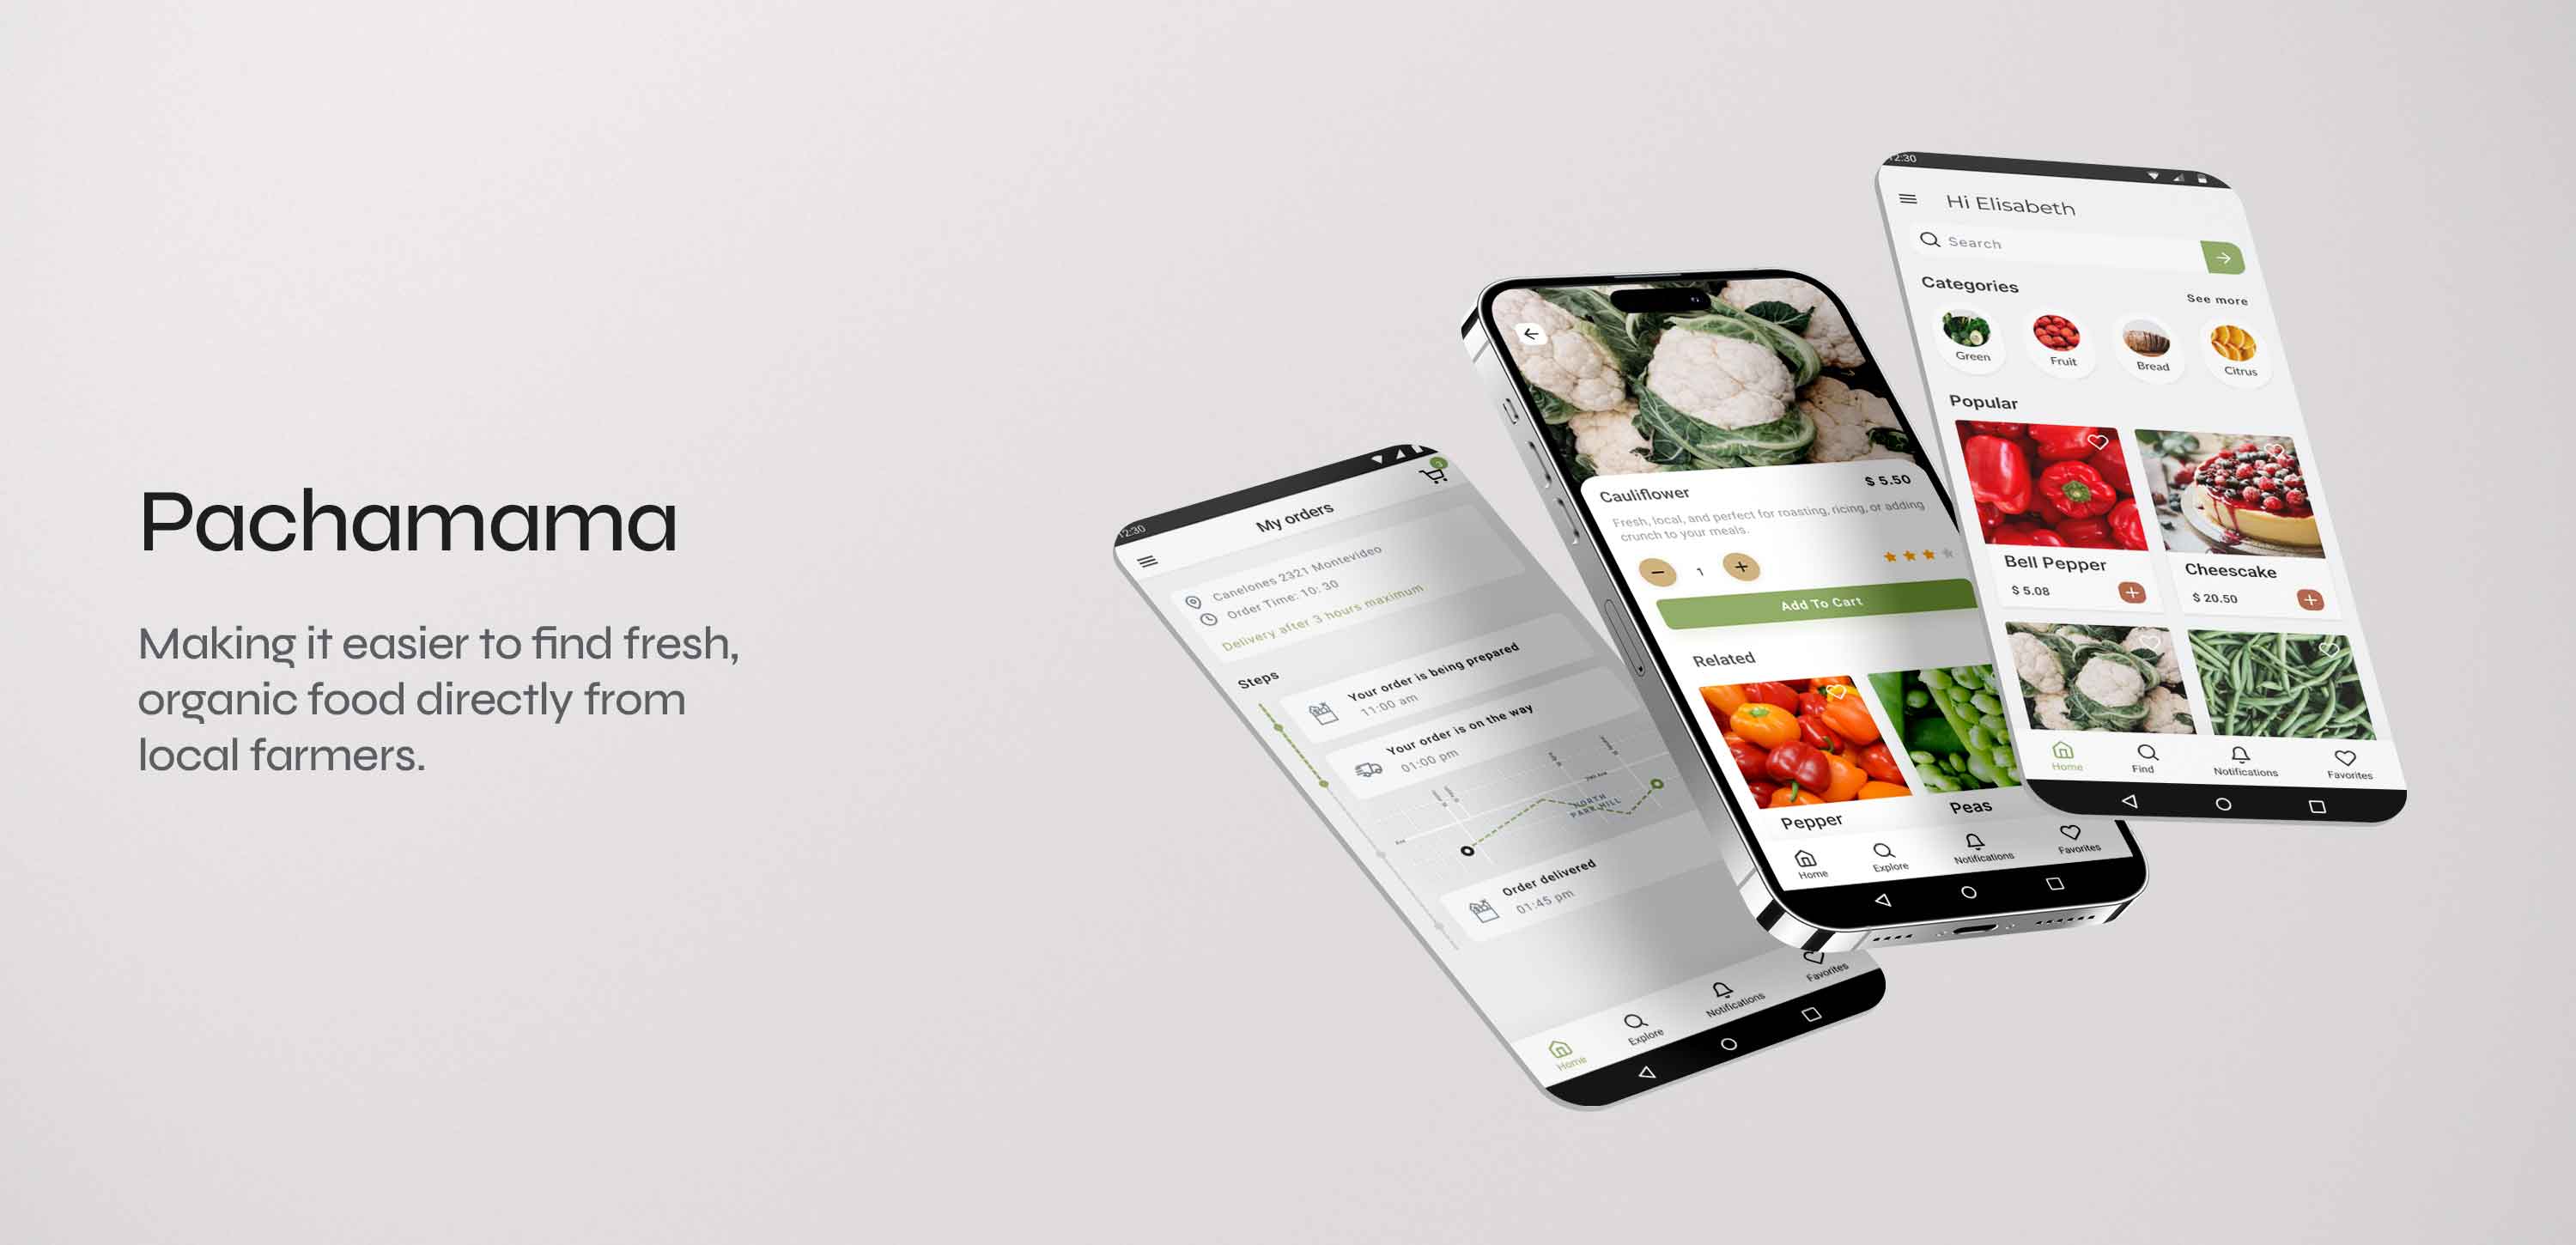 Pachamama
Making it easier to find fresh,
organic food directly from
local farmers.
12:30
My orders
Canelones 2321 Montevideo
Order Time: 10: 30
Delivery after 3 hours maximum
Steps
Your order is being prepared
11:00 am
Your order is on the way
01:00 pm
NORTH
PARK HILL
Order delivered
01:45 pm
Home
Explore
Notifications
Favorites
Cauliflower
$ 5.50
Fresh, local, and perfect for roasting, ricing, or adding
crunch to your meals.
1
Add To Cart
Related
Pepper
Peas
Home
Explore
Notifications
Favorites
12:30
Hi Elisabeth
Search
Categories
See more
Green
Fruit
Bread
Citrus
Popular
Bell Pepper
$ 5.08
Cheescake
$ 20.50
Home
Find
Notifications
Favorites